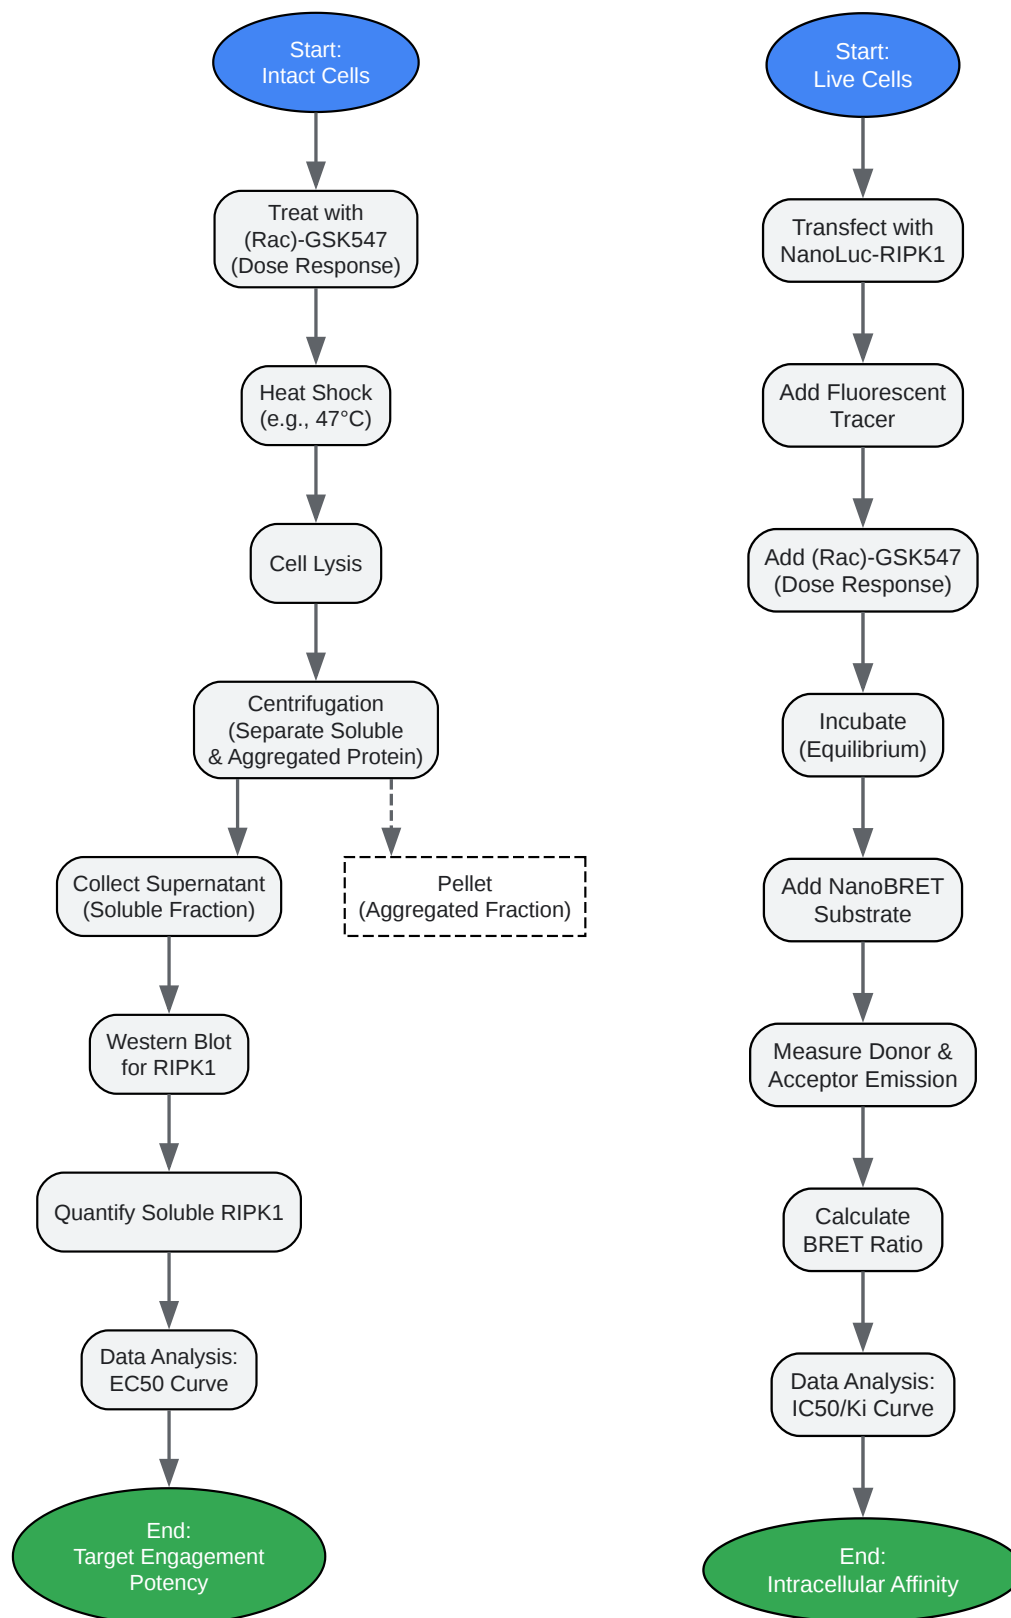 Start:
Intact Cells
Treat with
(Rac)-GSK547
(Dose Response)
Heat Shock
(e.g., 47°C)
Cell Lysis
Centrifugation
(Separate Soluble
& Aggregated Protein)
Collect Supernatant
(Soluble Fraction)
Pellet
(Aggregated Fraction)
Western Blot
for RIPK1
Quantify Soluble RIPK1
Data Analysis:
EC50 Curve
End:
Target Engagement
Potency
Start:
Live Cells
Transfect with
NanoLuc-RIPK1
Add Fluorescent
Tracer
Add (Rac)-GSK547
(Dose Response)
Incubate
(Equilibrium)
Add NanoBRET
Substrate
Measure Donor &
Acceptor Emission
Calculate
BRET Ratio
Data Analysis:
IC50/Ki Curve
End:
Intracellular Affinity